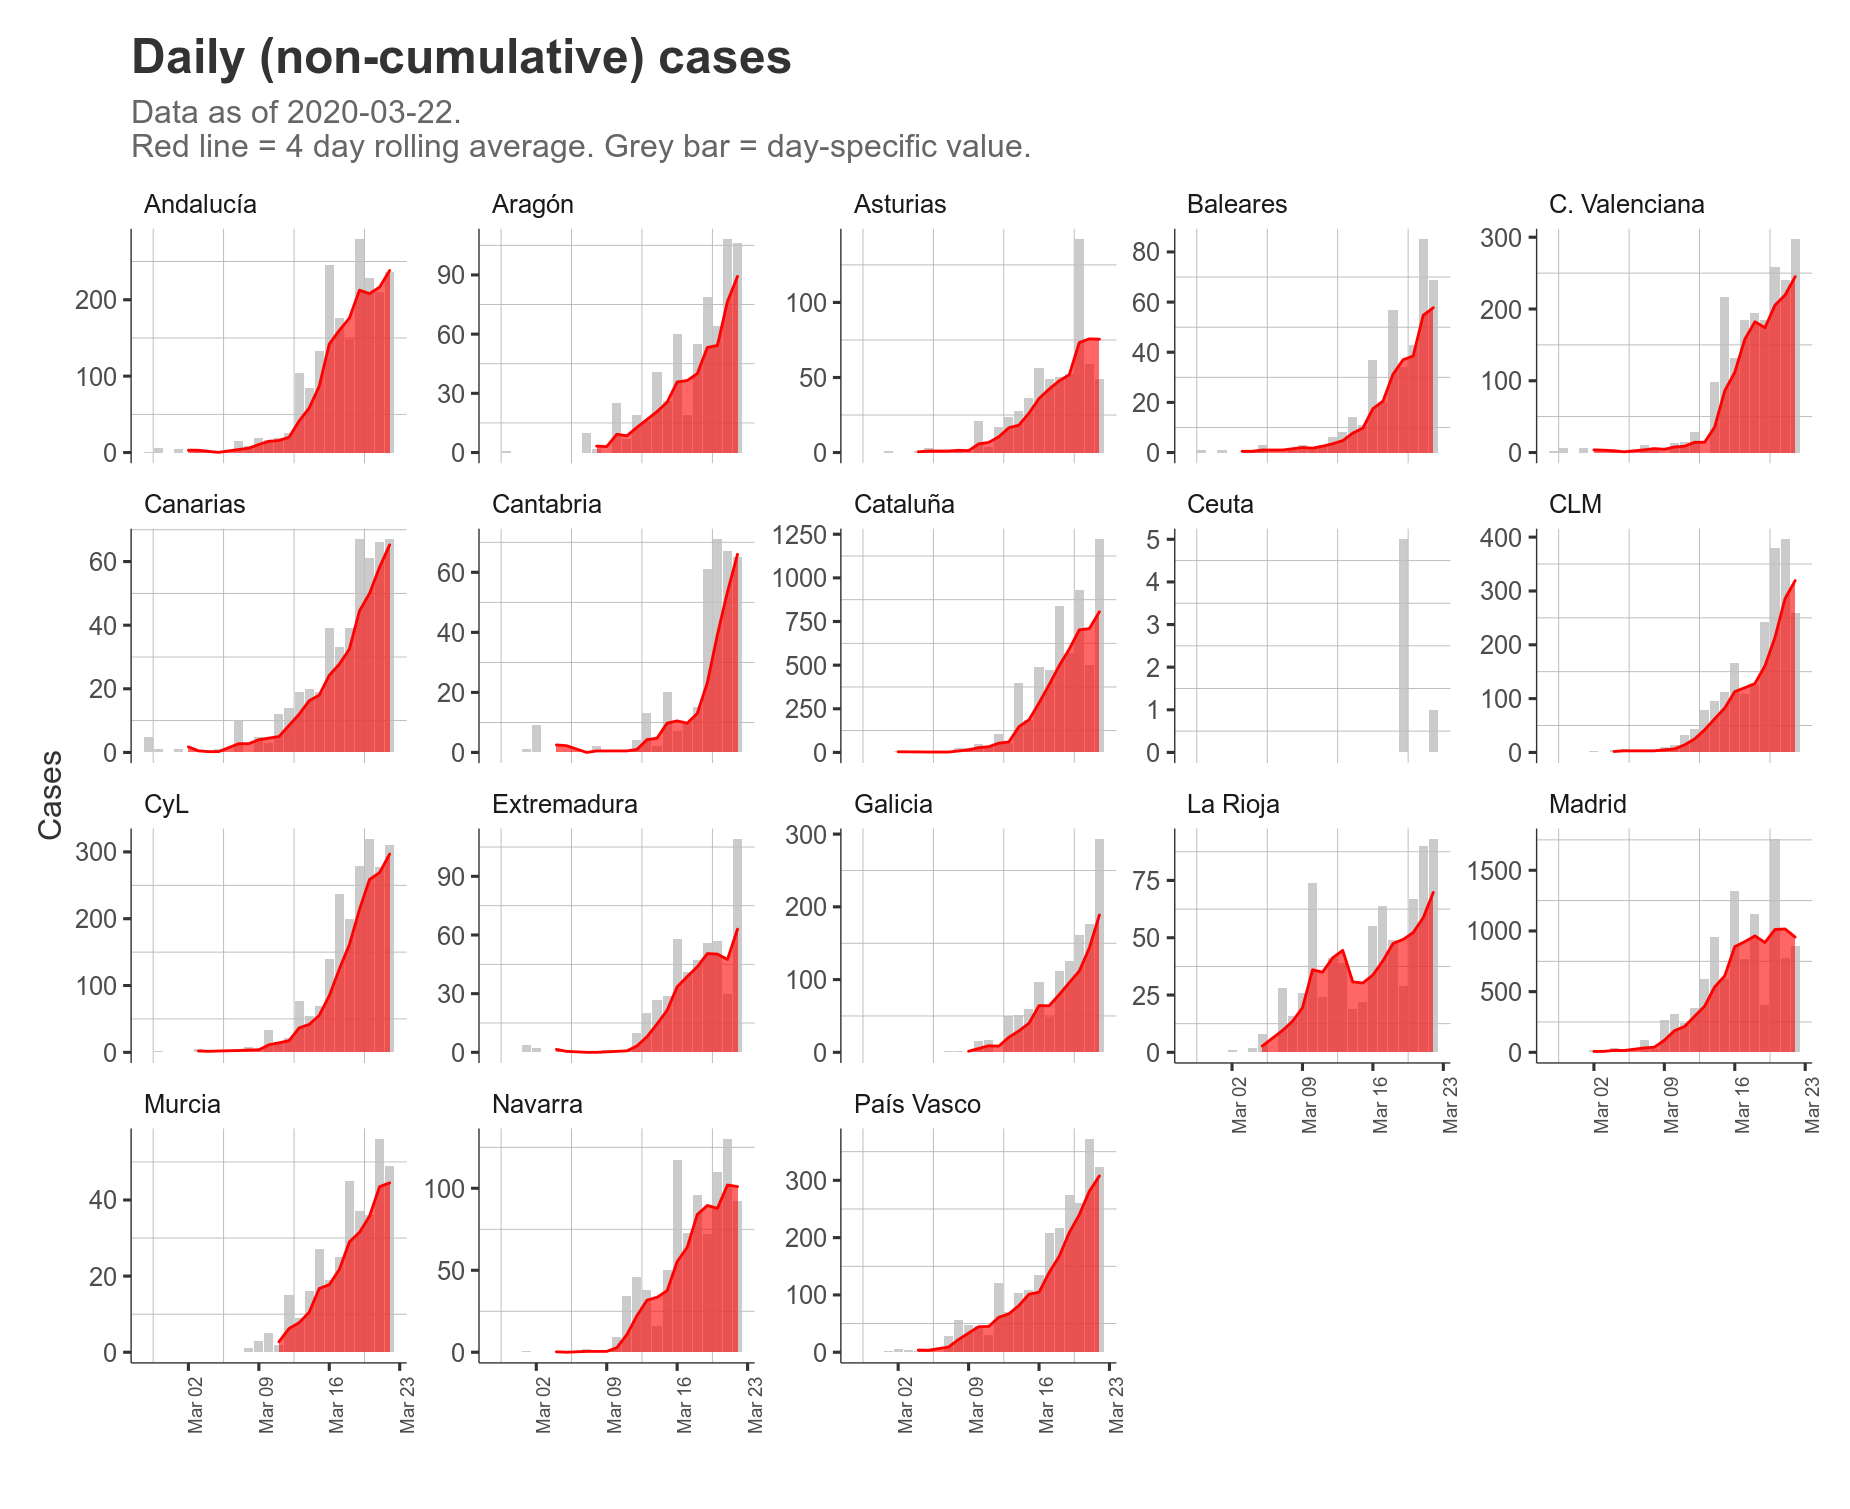 Daily (non-cumulative) cases
Data as of 2020-03-22.
Red line = 4 day rolling average. Grey bar = day-specific value.
Cases
Andalucía
200
100
0
Aragón
90
60
30
0
Asturias
100
50
0
Baleares
80
60
40
20
0
C. Valenciana
300
200
100
0
Canarias
60
40
20
0
Cantabria
60
40
20
0
Cataluña
1250
1000
750
500
250
0
Ceuta
5
4
3
2
1
0
CLM
400
300
200
100
0
CyL
300
200
100
0
Extremadura
90
60
30
0
Galicia
300
200
100
0
La Rioja
75
50
25
0
Mar 02
Mar 09
Mar 16
Mar 23
Madrid
1500
1000
500
0
Mar 02
Mar 09
Mar 16
Mar 23
Murcia
40
20
0
Mar 02
Mar 09
Mar 16
Mar 23
Navarra
100
50
0
Mar 02
Mar 09
Mar 16
Mar 23
País Vasco
300
200
100
0
Mar 02
Mar 09
Mar 16
Mar 23